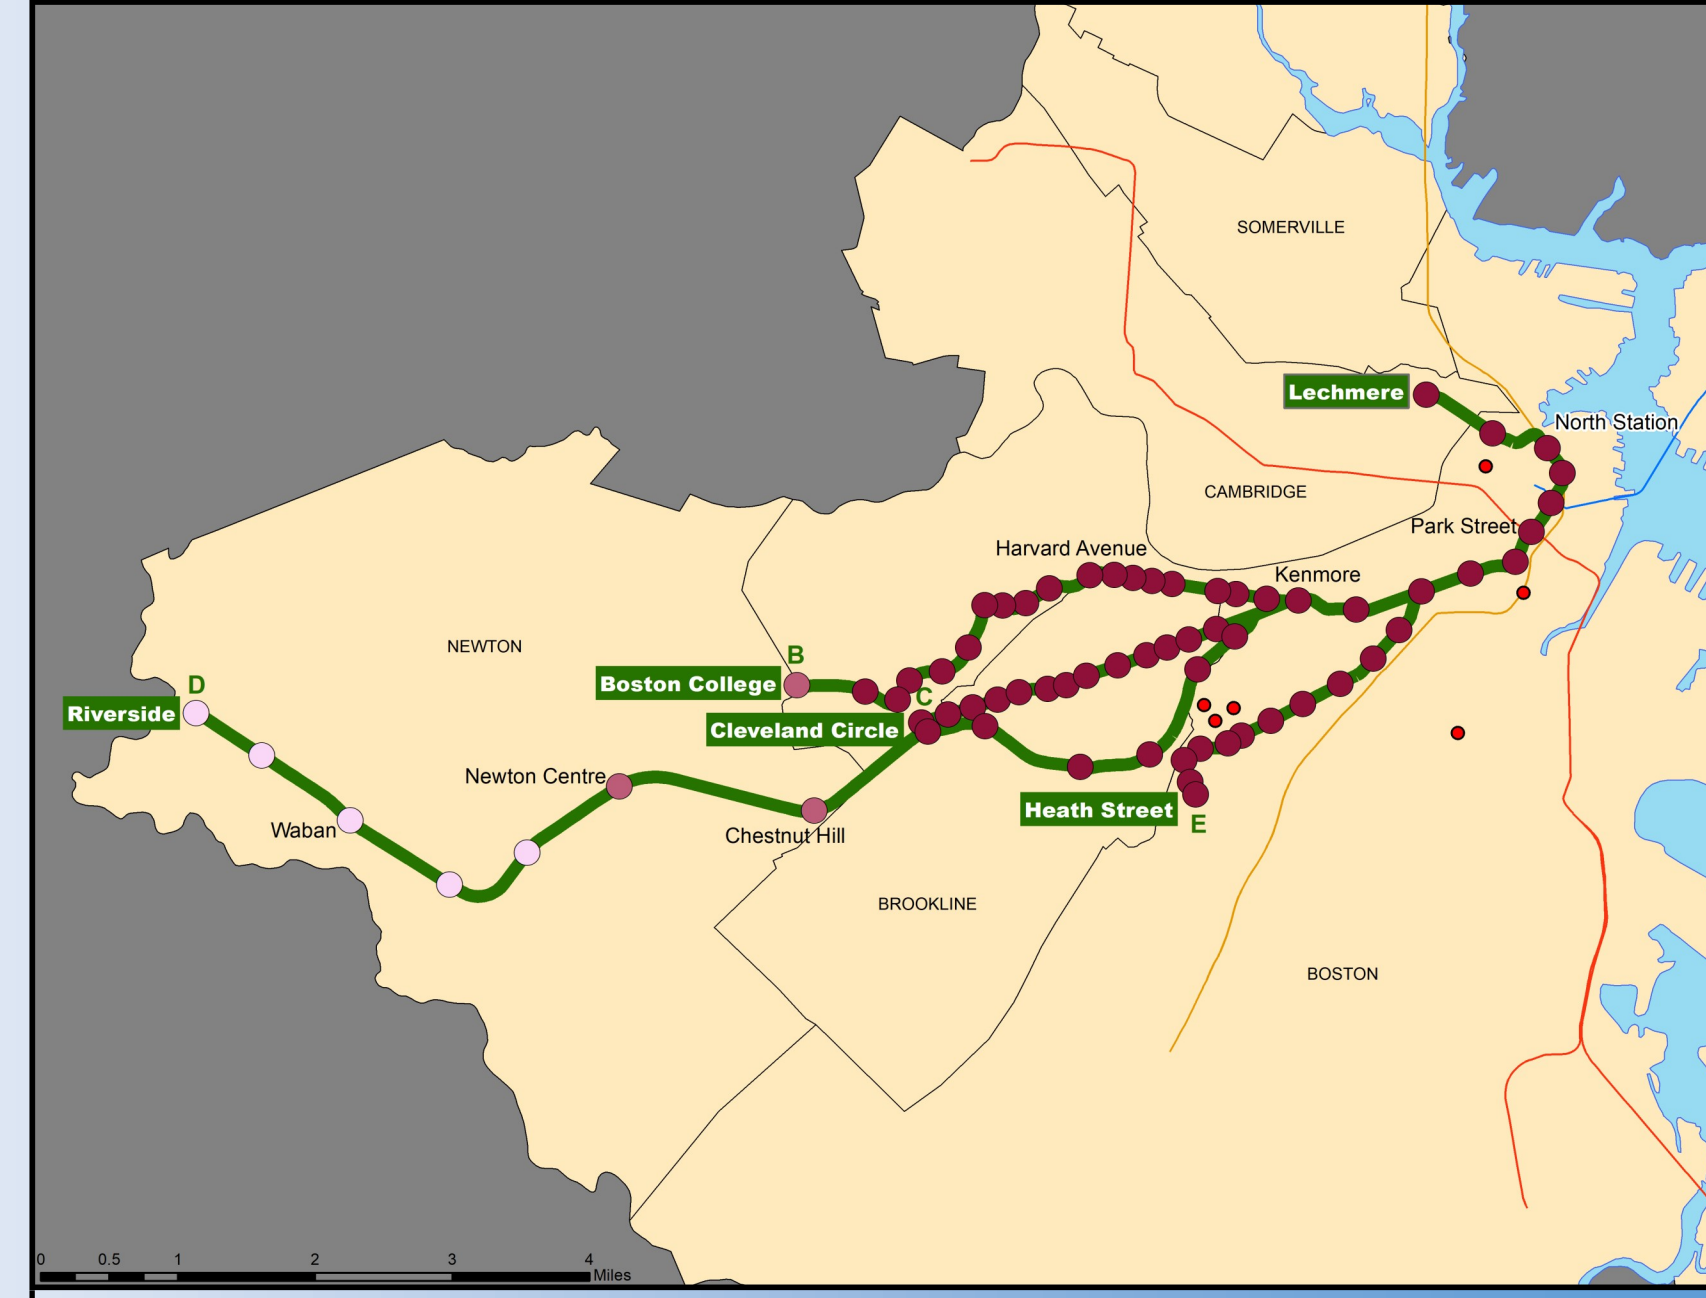 SOMERVILLE
Lechmere
North Station
CAMBRIDGE
Park Street
Harvard Avenue
Kenmore
NEWTON
B
Boston College
D
Riverside
C
Cleveland Circle
Newton Centre
Heath Street
E
Waban
Chestnut Hill
BROOKLINE
BOSTON
0 0.5 1 2 3 4
Miles